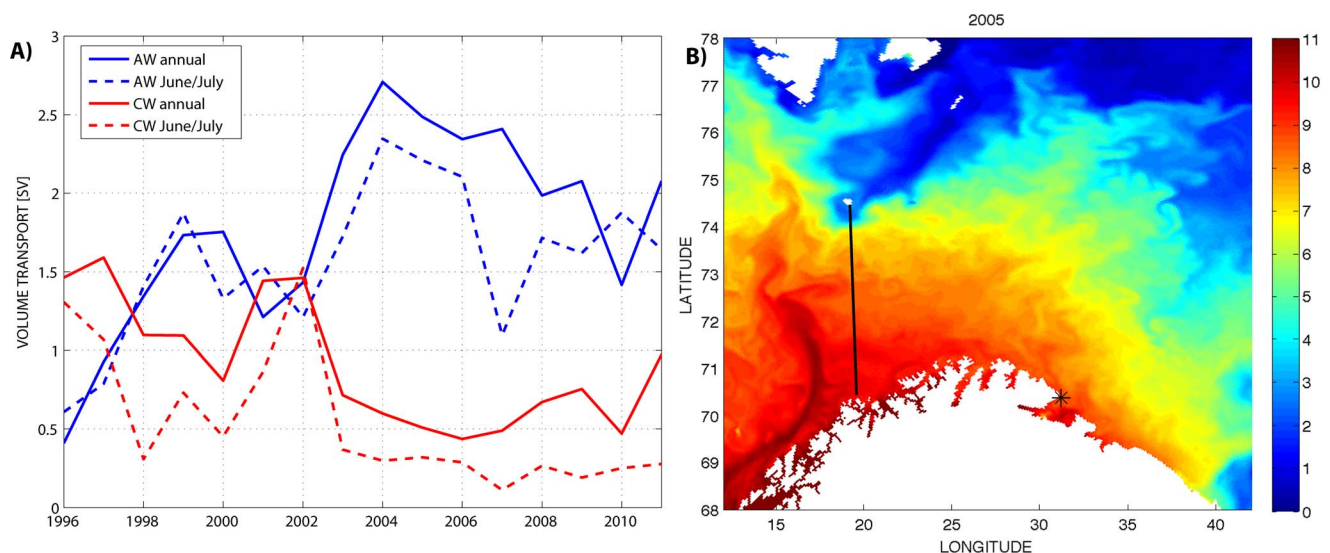 A)
VOLUME TRANSPORT [SV]
3
2.5
2
1.5
1
0.5
0
AW annual
AW June/July
CW annual
CW June/July
1996 1998 2000 2002 2004 2006 2008 2010
2005
B)
LATITUDE
78
77
76
75
74
73
72
71
70
69
68
15 20 25 30 35 40
LONGITUDE
11
10
9
8
7
6
5
4
3
2
1
0